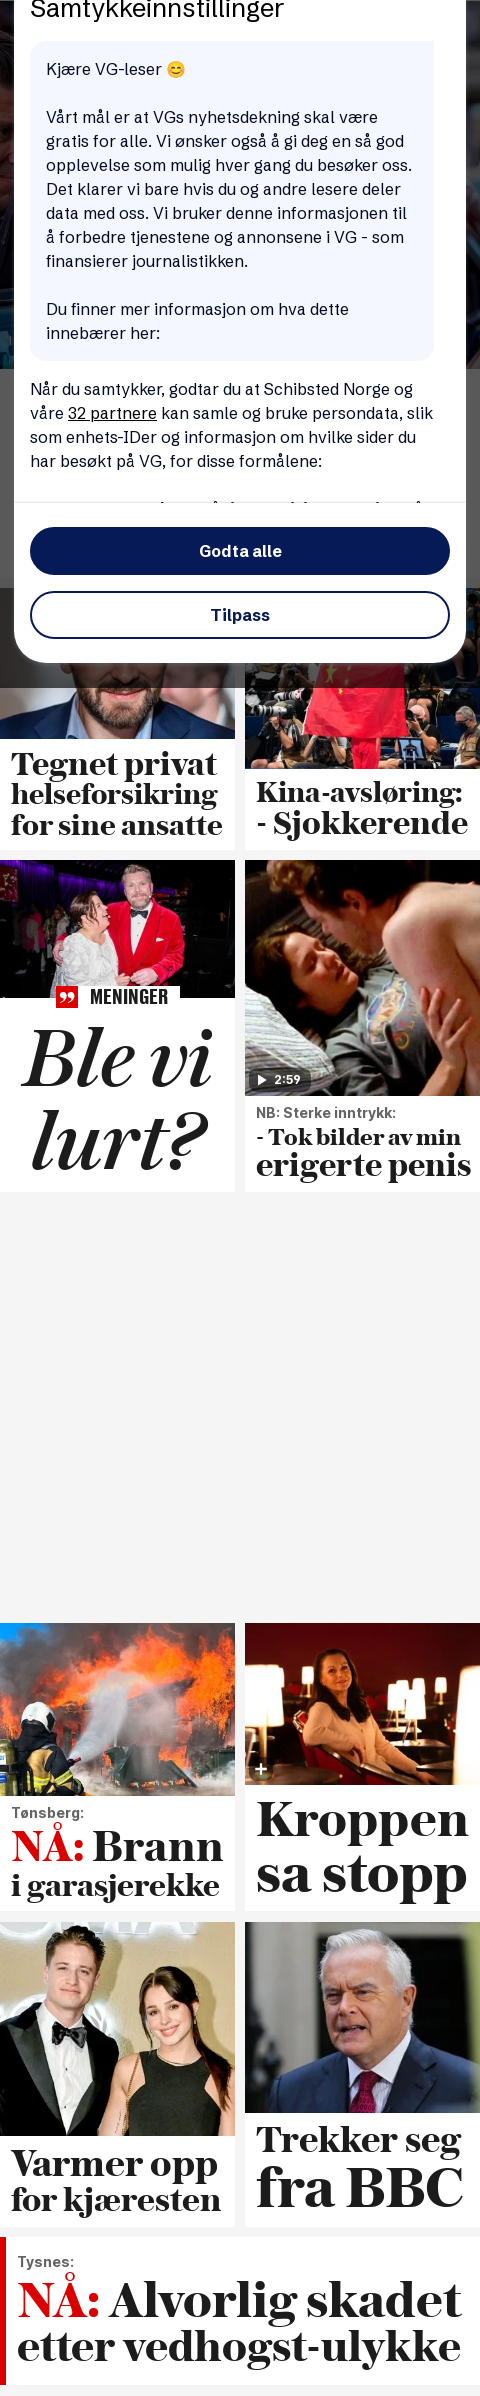 Samtykkeinnstillinger
Kjære VG-leser 😊
Vårt mål er at VGs nyhetsdekning skal være
gratis for alle. Vi ønsker også å gi deg en så god
opplevelse som mulig hver gang du besøker oss.
Det klarer vi bare hvis du og andre lesere deler
data med oss. Vi bruker denne informasjonen til
å forbedre tjenestene og annonsene i VG - som
finansierer journalistikken.
Du finner mer informasjon om hva dette
innebærer her:
Når du samtykker, godtar du at Schibsted Norge og
våre 32 partnere kan samle og bruke persondata, slik
som enhets-IDer og informasjon om hvilke sider du
har besøkt på VG, for disse formålene:
Godta alle
Tilpass
Tegnet privat
helseforsikring
for sine ansatte
Kina-avsløring:
- Sjokkerende
MENINGER
Ble vi
lurt?
2:59
NB: Sterke inntrykk:
- Tok bilder av min
erigerte penis
Tønsberg:
NÅ: Brann
i garasjerekke
Kroppen
sa stopp
Varmer opp
for kjæresten
Trekker seg
fra BBC
Tysnes:
NÅ: Alvorlig skadet
etter vedhogst-ulykke